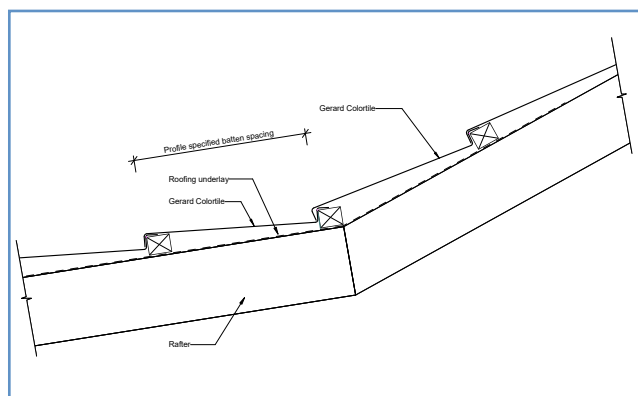 Gerard Colortile
Profile specified batten spacing
Roofing underlay
Gerard Colortile
Rafter